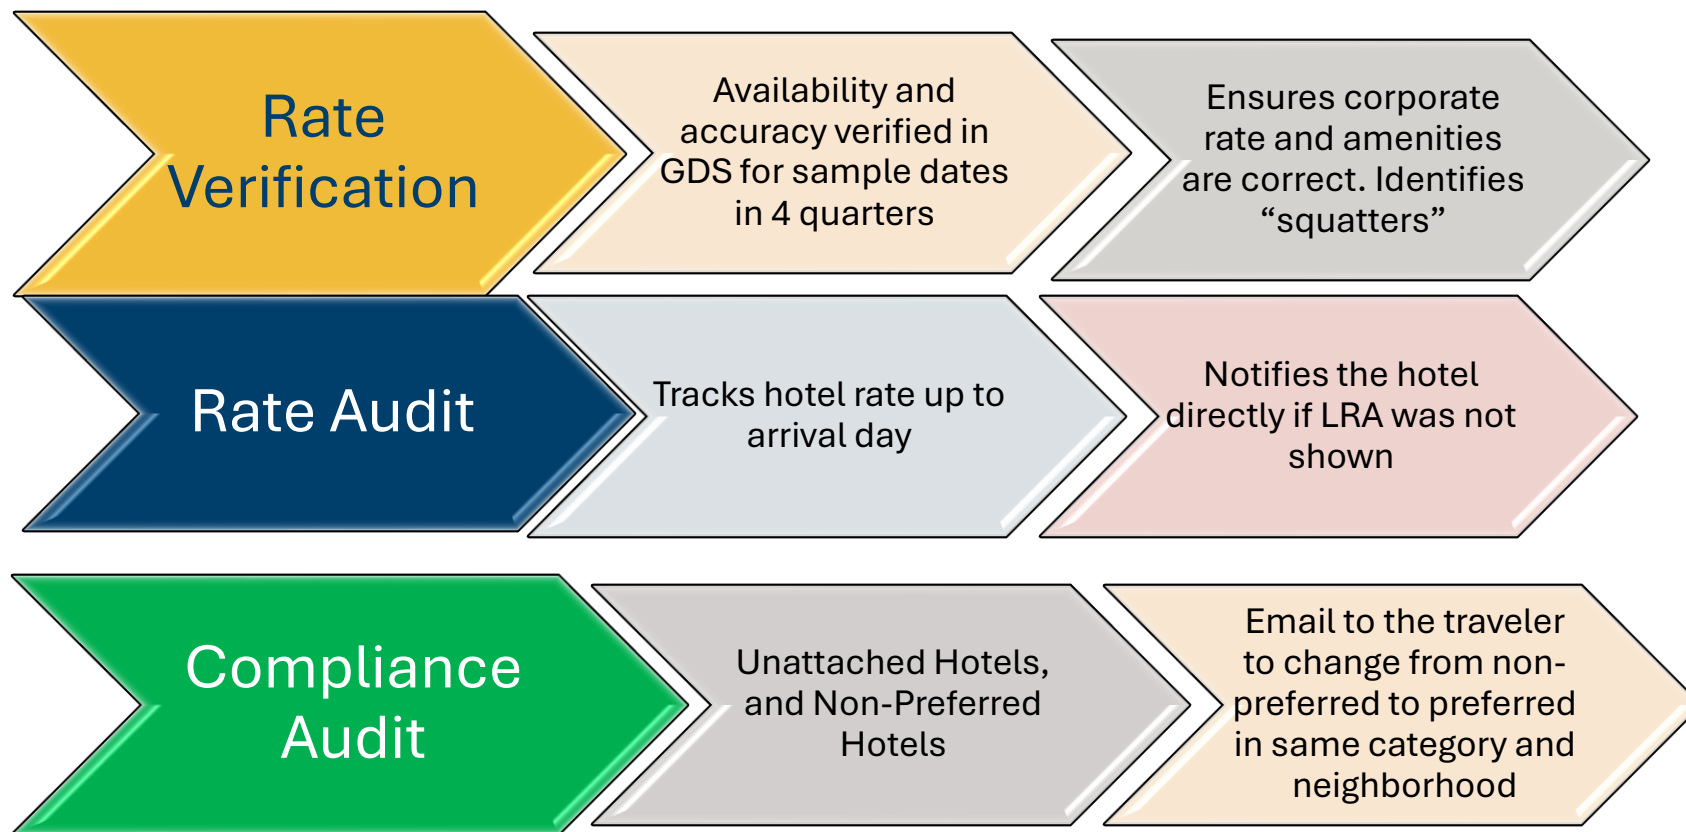 Rate
Verification
Availability and
accuracy verified in
GDS for sample dates
in 4 quarters
Ensures corporate
rate and amenities
are correct. Identifies
“squatters”
Rate Audit
Tracks hotel rate up to
arrival day
Notifies the hotel
directly if LRA was not
shown
Compliance
Audit
Unattached Hotels,
and Non-Preferred
Hotels
Email to the traveler
to change from non-
preferred to preferred
in same category and
neighborhood